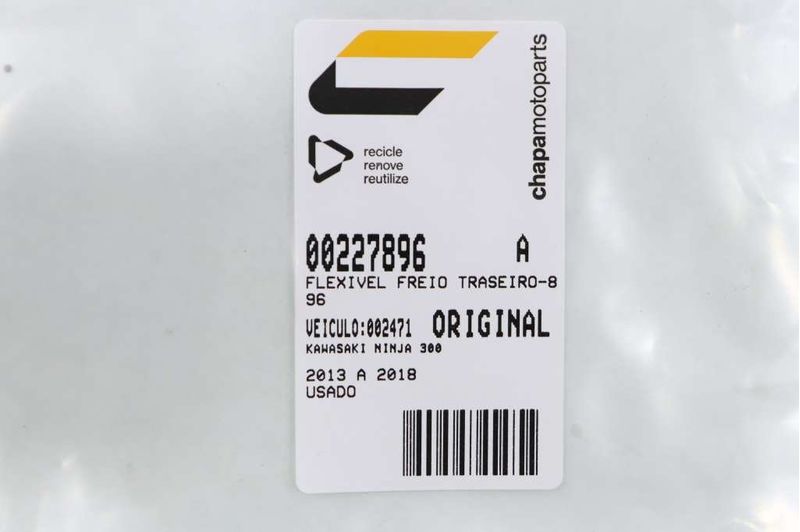 chapamotoparts
recicle
renove
reutilize
00227896 A
FLEXIVEL FREIO TRASEIRO-8
96
VEICULO:002471 ORIGINAL
KAWASAKI NINJA 300
2013 A 2018
USADO